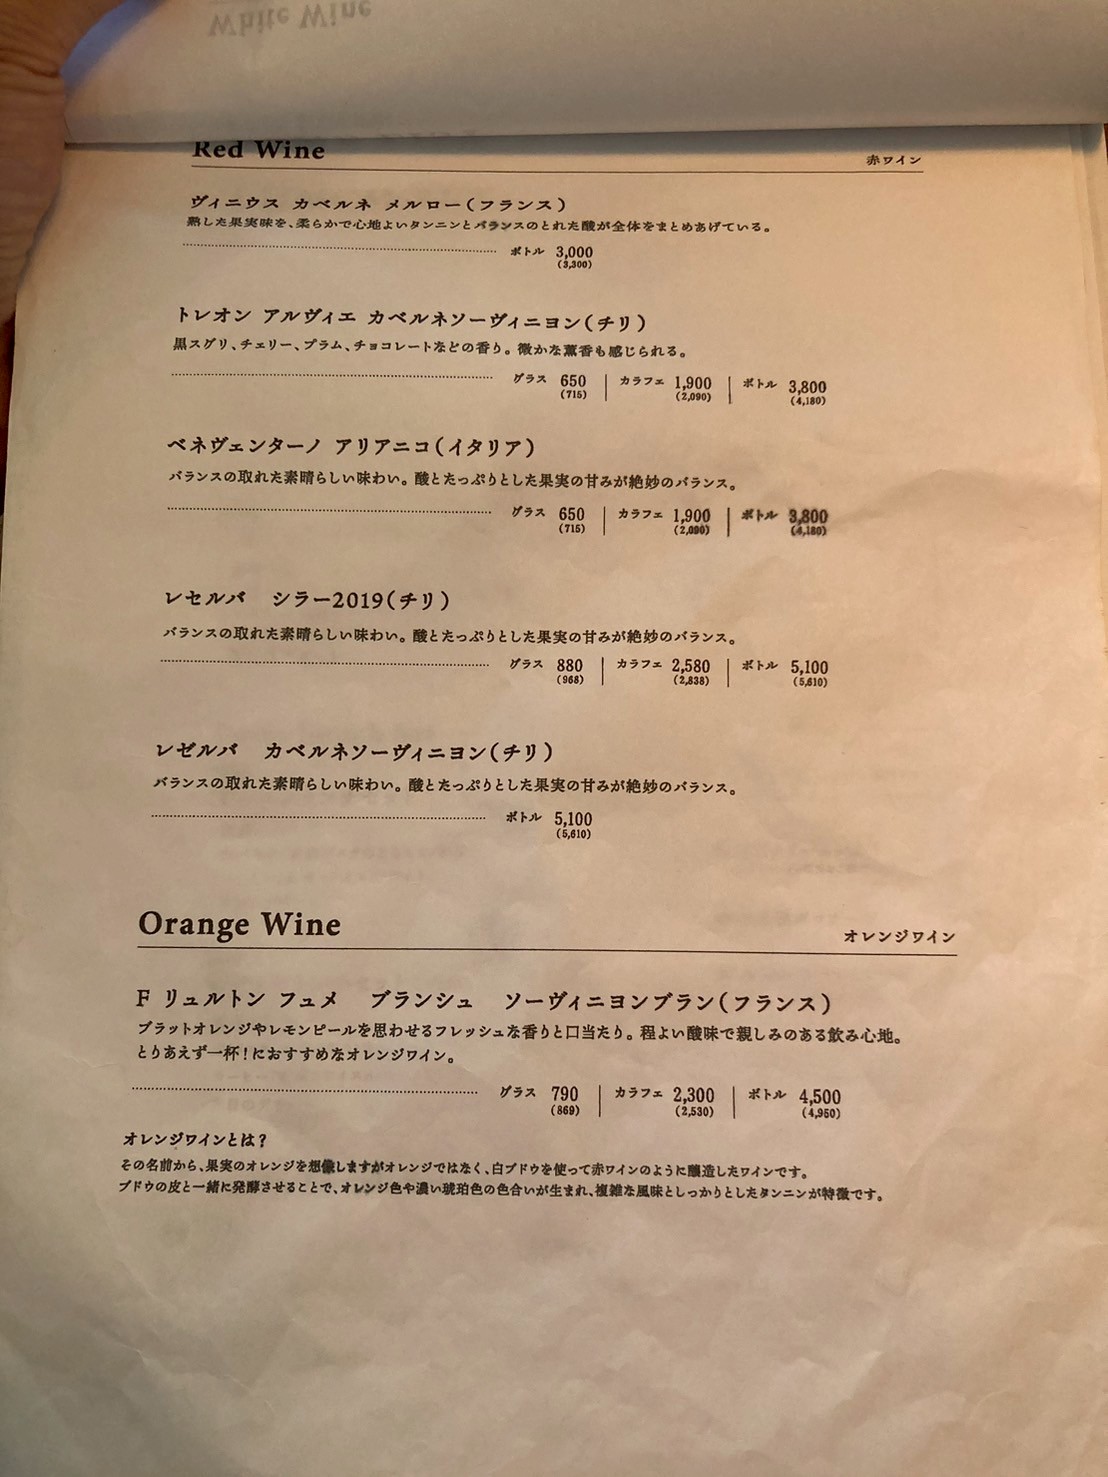 White Wine
Red Wine 赤ワイン
ヴィニウス カベルネ メルロー(フランス)
熟した果実味を、柔らかで心地よいタンニンとバランスのとれた酸が全体をまとめあげている。
ボトル 3,000
(3,300)
トレオン アルヴィエ カベルネソーヴィニヨン(チリ)
黒スグリ、チェリー、プラム、チョコレートなどの香り。微かな薫香も感じられる。
グラス 650 | カラフェ 1,900 | ボトル 3,800
(715) (2,090) (4,180)
ベネヴェンターノ アリアニコ(イタリア)
バランスの取れた素晴らしい味わい。酸とたっぷりとした果実の甘みが絶妙のバランス。
グラス 650 | カラフェ 1,900 | ボトル 3,800
(715) (2,090) (4,180)
レセルバ シラー2019(チリ)
バランスの取れた素晴らしい味わい。酸とたっぷりとした果実の甘みが絶妙のバランス。
グラス 880 | カラフェ 2,580 | ボトル 5,100
(968) (2,838) (5,610)
レゼルバ カベルネソーヴィニヨン(チリ)
バランスの取れた素晴らしい味わい。酸とたっぷりとした果実の甘みが絶妙のバランス。
ボトル 5,100
(5,610)
Orange Wine オレンジワイン
F リュルトン フュメ ブランシュ ソーヴィニヨンブラン(フランス)
ブラットオレンジやレモンピールを思わせるフレッシュな香りと口当たり。程よい酸味で親しみのある飲み心地。
とりあえず一杯!におすすめなオレンジワイン。
グラス 790 | カラフェ 2,300 | ボトル 4,500
(869) (2,530) (4,950)
オレンジワインとは?
その名前から、果実のオレンジを想像しますがオレンジではなく、白ブドウを使って赤ワインのように醸造したワインです。
ブドウの皮と一緒に発酵させることで、オレンジ色や濃い琥珀色の色合いが生まれ、複雑な風味としっかりとしたタンニンが特徴です。